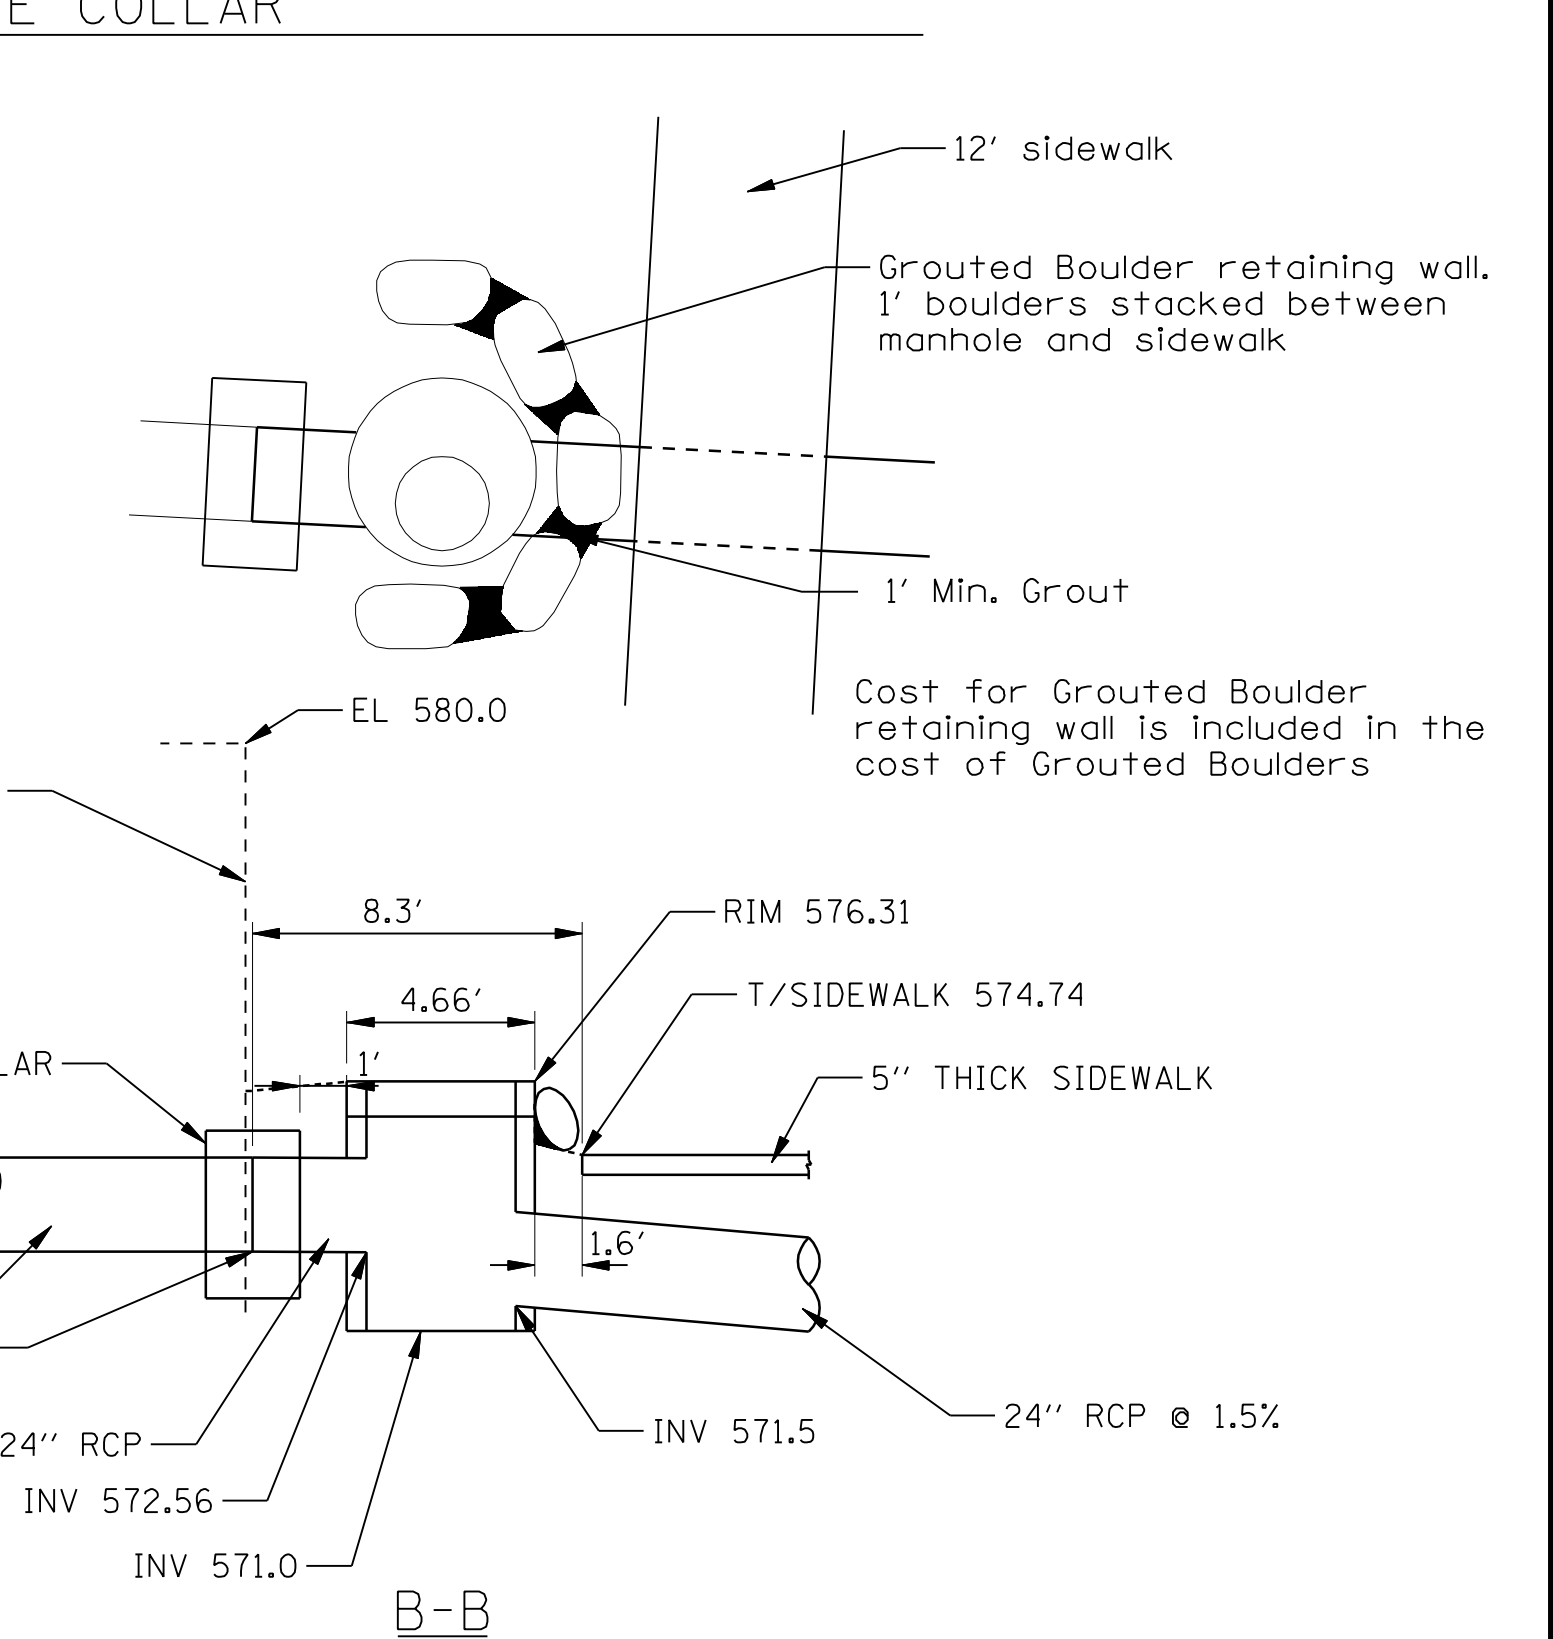 COLLAR
12' sidewalk
Grouted Boulder retaining wall.
1' boulders stacked between
manhole and sidewalk
1' Min. Grout
Cost for Grouted Boulder
retaining wall is included in the
cost of Grouted Boulders
EL 580.0
8.3'
RIM 576.31
4.66'
T/SIDEWALK 574.74
1'
5" THICK SIDEWALK
1.6'
24" RCP @ 1.5%
INV 571.5
24" RCP
INV 572.56
INV 571.0
B-B